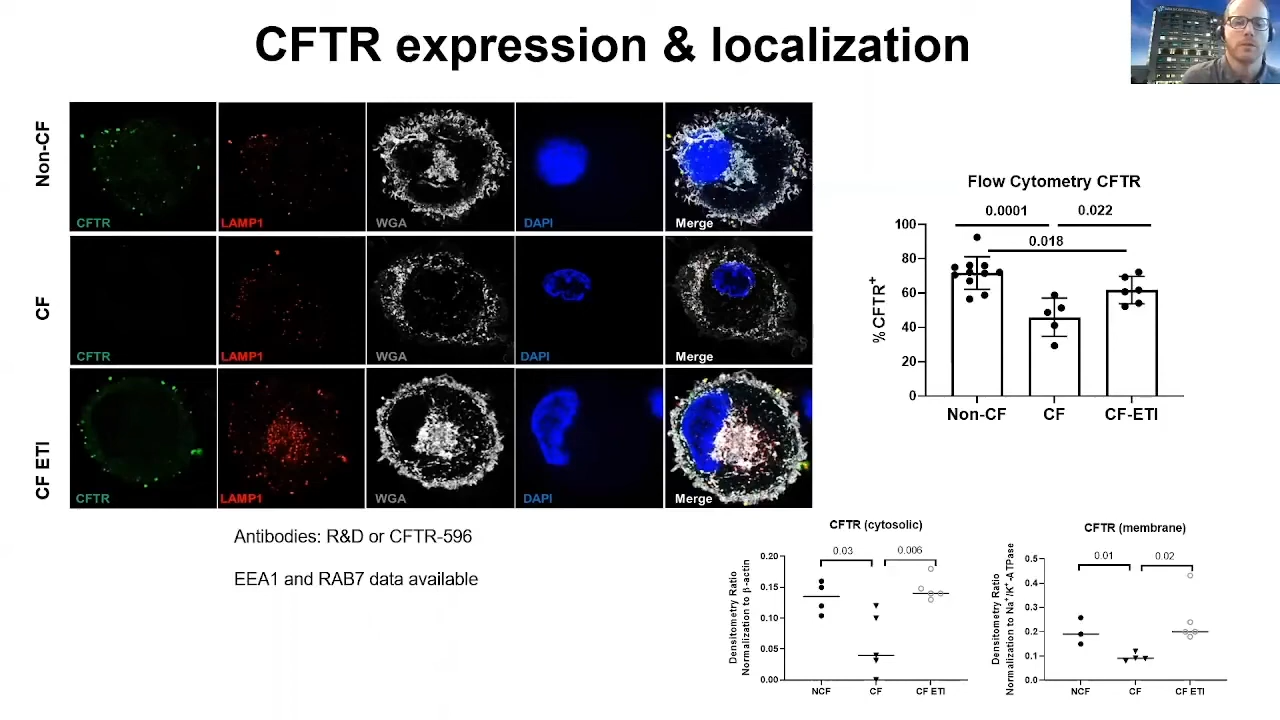 CFTR expression & localization
Non-CF
CFTR
LAMP1
WGA
DAPI
Merge
CF
CFTR
LAMP1
WGA
DAPI
Merge
CF ETI
CFTR
LAMP1
WGA
DAPI
Merge
Antibodies: R&D or CFTR-596
EEA1 and RAB7 data available
Flow Cytometry CFTR
0.0001
0.022
0.018
% CFTR+
100
80
60
40
20
0
Non-CF
CF
CF-ETI
CFTR (cytosolic)
0.03
0.006
Densitometry Ratio
Normalization to β-actin
0.20
0.15
0.10
0.05
0.00
NCF
CF
CF ETI
CFTR (membrane)
0.01
0.02
Densitometry Ratio
Normalization to Na+/K+-ATPase
0.5
0.4
0.3
0.2
0.1
0.0
NCF
CF
CF ETI